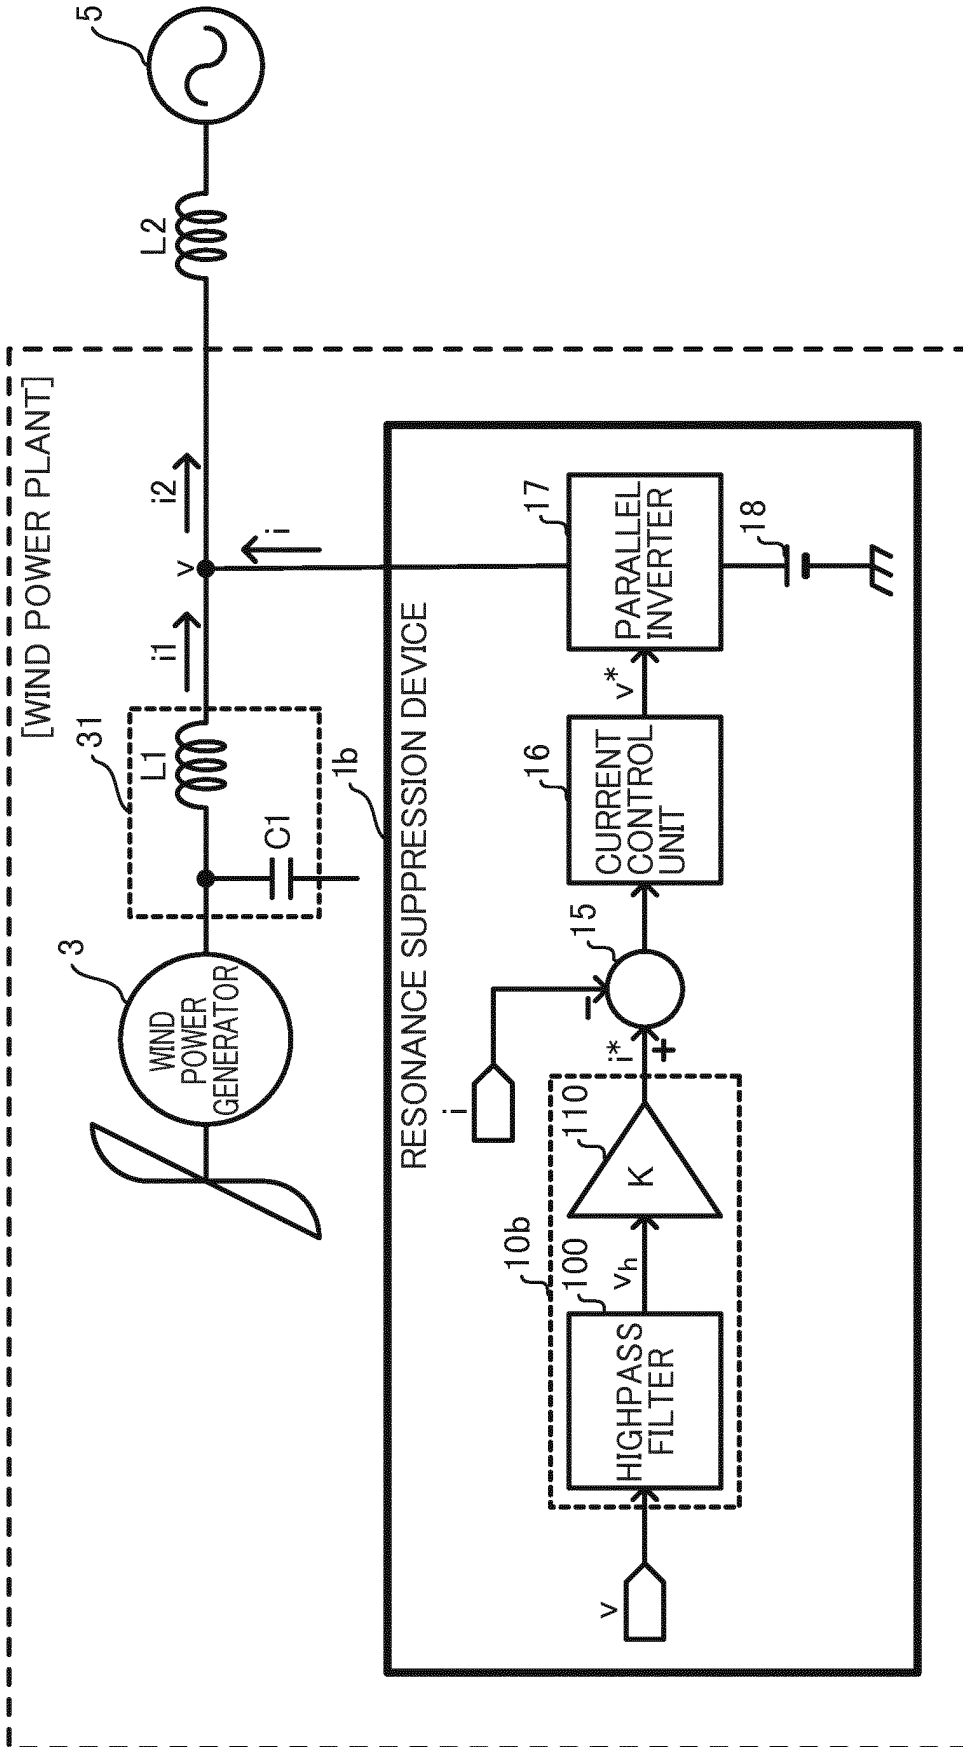 [WIND POWER PLANT]
3
WIND
POWER
GENERATOR
31
L1
C1
i1
v
i2
i
L2
5
1b
RESONANCE SUPPRESSION DEVICE
v
10b
HIGHPASS
FILTER
100
vh
K
110
i
i*
+
−
15
CURRENT
CONTROL
UNIT
16
v*
PARALLEL
INVERTER
17
18